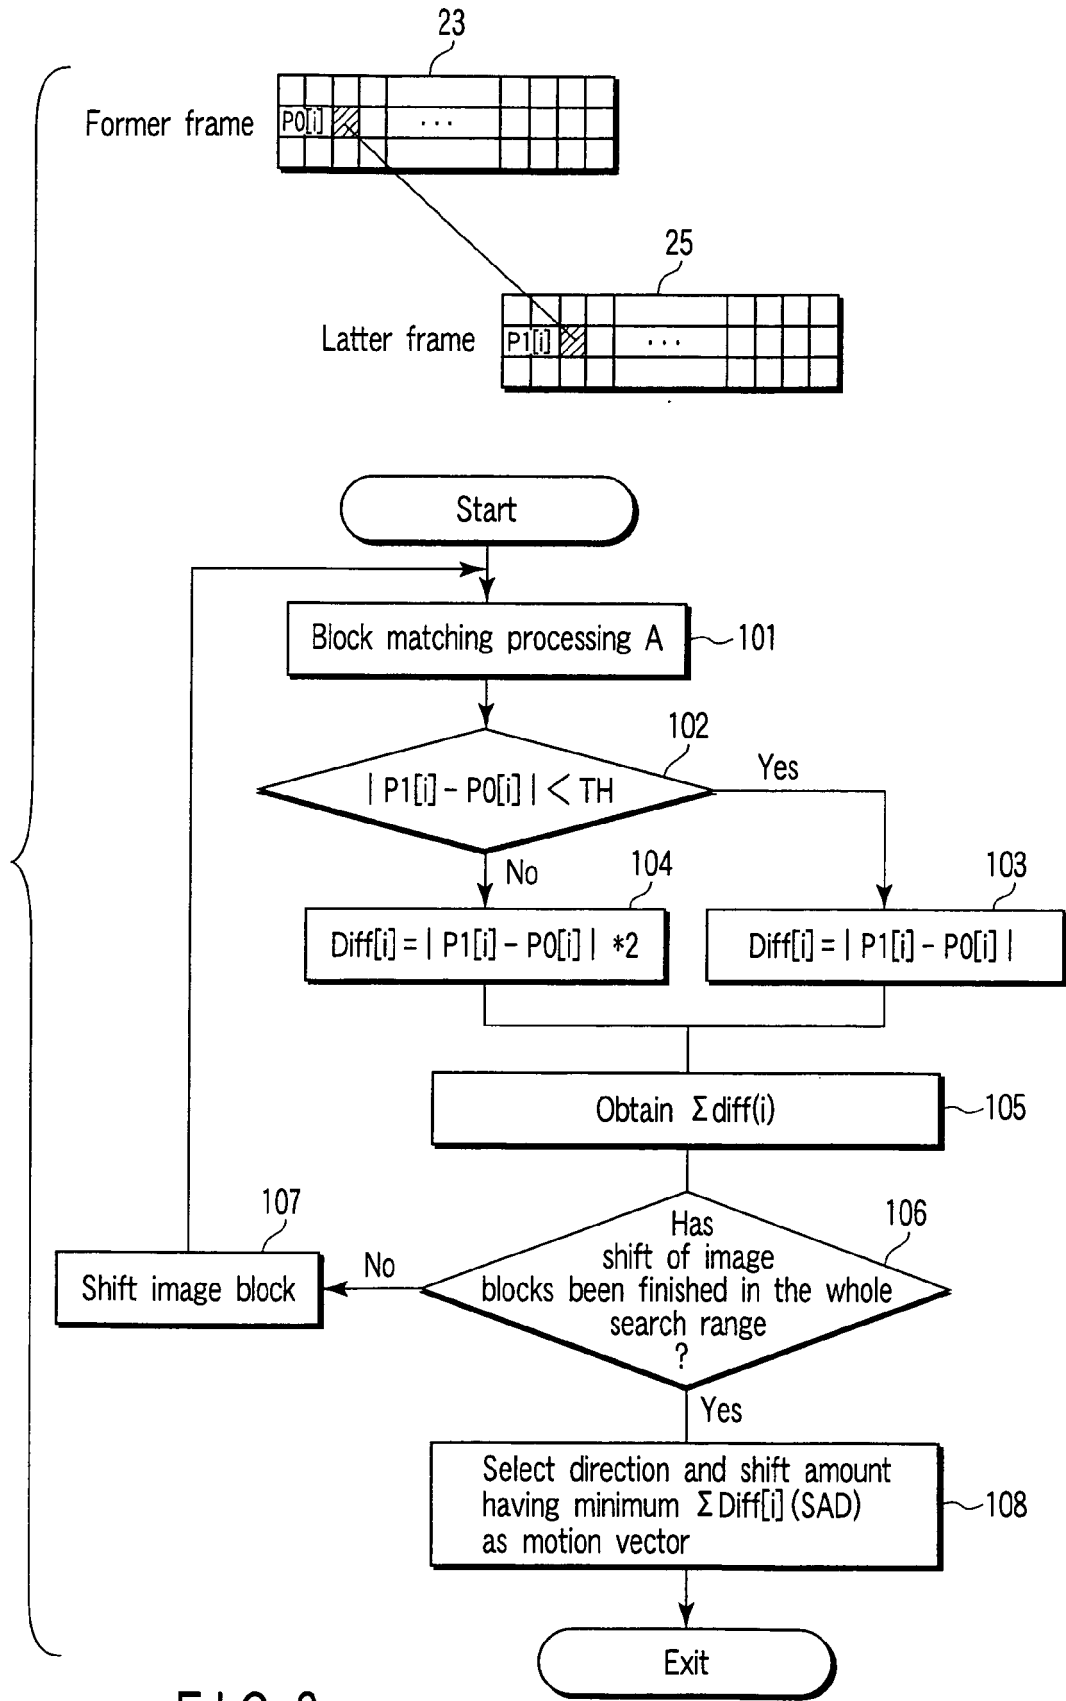 23
Former frame
P0[i]
...
25
Latter frame
P1[i]
...
Start
Block matching processing A
101
102
| P1[i] - P0[i] | < TH
Yes
No
104
103
Diff[i] = | P1[i] - P0[i] | *2
Diff[i] = | P1[i] - P0[i] |
Obtain Σdiff(i)
105
107
106
Has
shift of image
blocks been finished in the whole
search range
?
No
Shift image block
Yes
Select direction and shift amount
having minimum ΣDiff[i] (SAD)
as motion vector
108
Exit